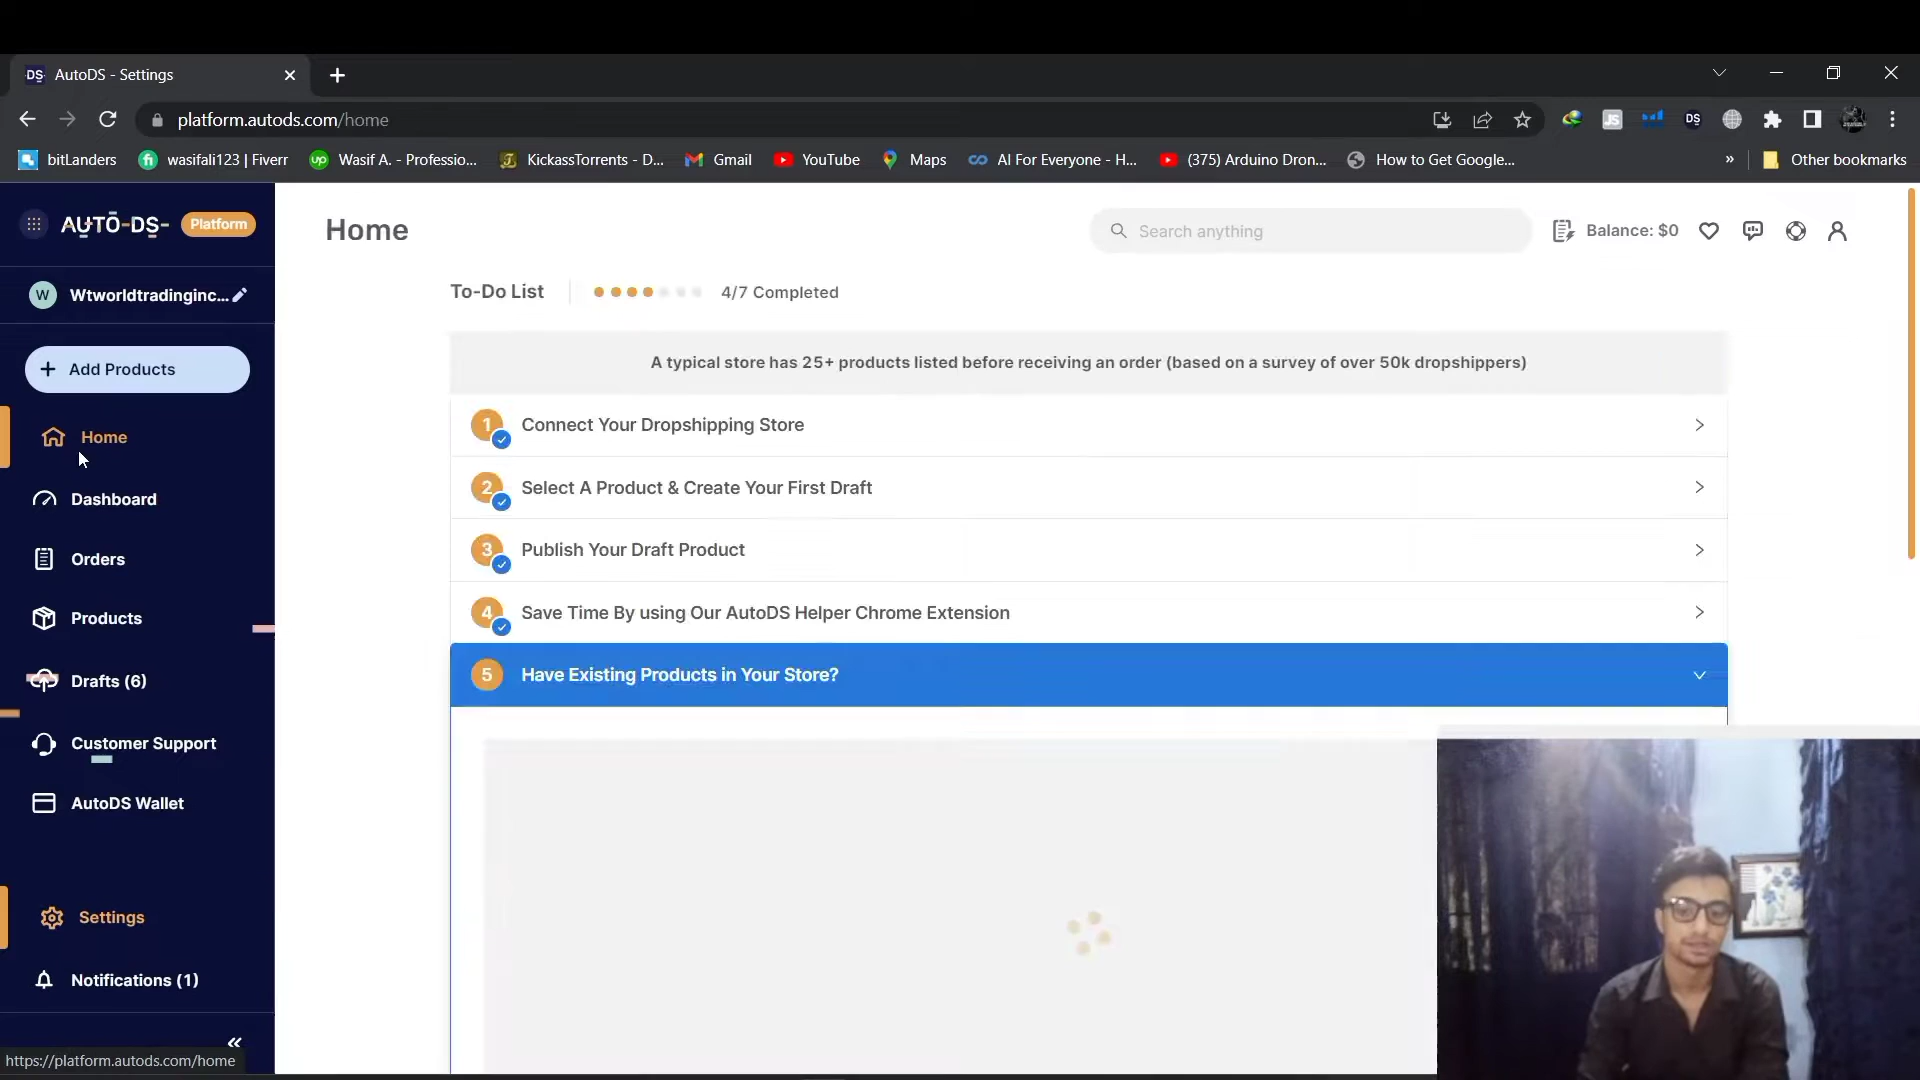 DS AutoDS - Settings
platform.autods.com/home
JS
DS
bitLanders
fi wasifali123 | Fiverr
up Wasif A. - Professio...
KickassTorrents - D...
Gmail
YouTube
Maps
AI For Everyone - H...
(375) Arduino Dron...
How to Get Google...
»
Other bookmarks
AUTO-DS- Platform
W Wtworldtradinginc...
+ Add Products
Home
Dashboard
Orders
Products
Drafts (6)
Customer Support
AutoDS Wallet
Settings
Notifications (1)
https://platform.autods.com/home
Home
Search anything
Balance: $0
To-Do List
4/7 Completed
A typical store has 25+ products listed before receiving an order (based on a survey of over 50k dropshippers)
1 Connect Your Dropshipping Store
2 Select A Product & Create Your First Draft
3 Publish Your Draft Product
4 Save Time By using Our AutoDS Helper Chrome Extension
5 Have Existing Products in Your Store?